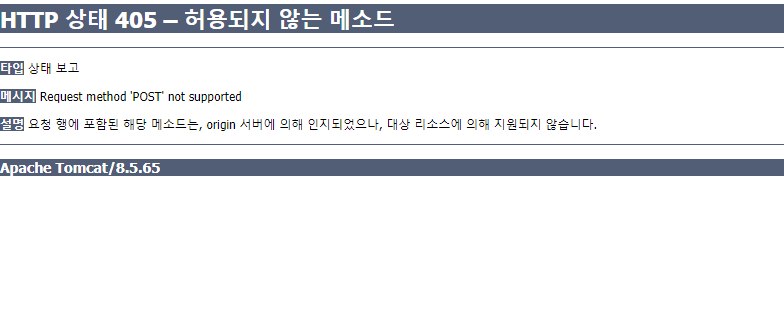 HTTP 상태 405 – 허용되지 않는 메소드
타입 상태 보고
메시지 Request method 'POST' not supported
설명 요청 행에 포함된 해당 메소드는, origin 서버에 의해 인지되었으나, 대상 리소스에 의해 지원되지 않습니다.
Apache Tomcat/8.5.65